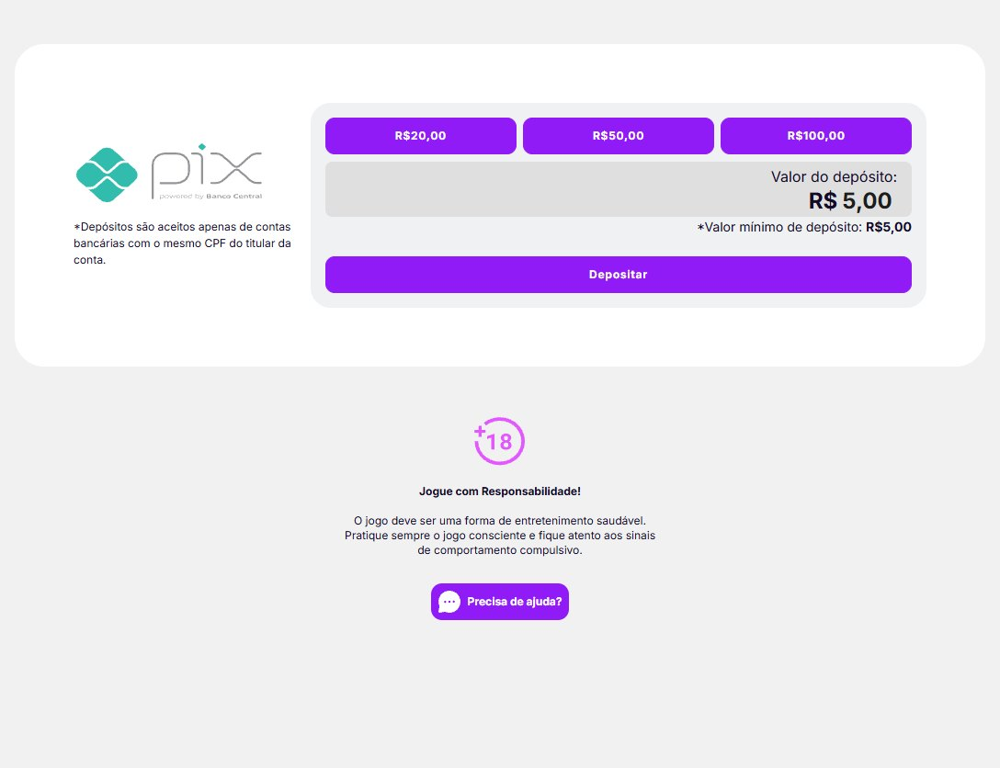 pix
powered by Banco Central
*Depósitos são aceitos apenas de contas
bancárias com o mesmo CPF do titular da
conta.
R$20,00 R$50,00 R$100,00
Valor do depósito:
R$ 5,00
*Valor mínimo de depósito: R$5,00
Depositar
+18
Jogue com Responsabilidade!
O jogo deve ser uma forma de entretenimento saudável.
Pratique sempre o jogo consciente e fique atento aos sinais
de comportamento compulsivo.
Precisa de ajuda?